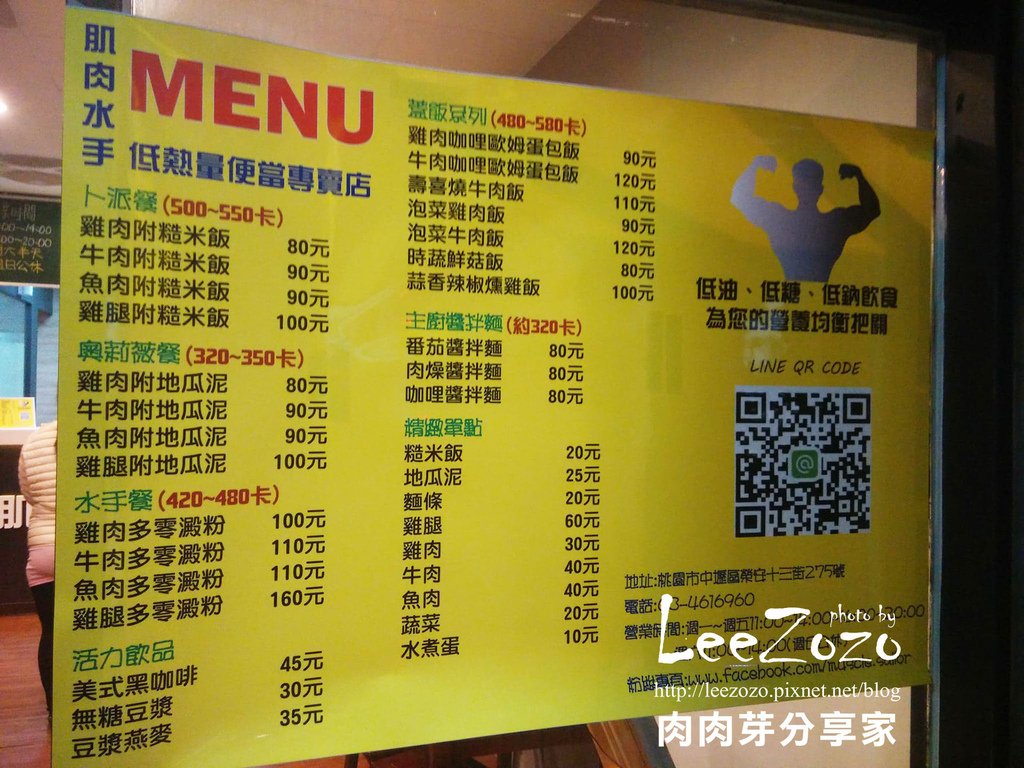 肌肉水手
MENU
低熱量便當專賣店
卜派餐(500~550卡)
雞肉附糙米飯 80元
牛肉附糙米飯 90元
魚肉附糙米飯 90元
雞腿附糙米飯 100元
奧莉薇餐(320~350卡)
雞肉附地瓜泥 80元
牛肉附地瓜泥 90元
魚肉附地瓜泥 90元
雞腿附地瓜泥 100元
水手餐(420~480卡)
雞肉多零澱粉 100元
牛肉多零澱粉 110元
魚肉多零澱粉 110元
雞腿多零澱粉 160元
活力飲品
美式黑咖啡 45元
無糖豆漿 30元
豆漿燕麥 35元
蓋飯系列(480~580卡)
雞肉咖哩歐姆蛋包飯 90元
牛肉咖哩歐姆蛋包飯 120元
壽喜燒牛肉飯 110元
泡菜雞肉飯 90元
泡菜牛肉飯 120元
時蔬鮮菇飯 80元
蒜香辣椒燻雞飯 100元
主廚醬拌麵(約320卡)
番茄醬拌麵 80元
肉燥醬拌麵 80元
咖哩醬拌麵 80元
精緻單點
糙米飯 20元
地瓜泥 25元
麵條 20元
雞腿 60元
雞肉 30元
牛肉 40元
魚肉 40元
蔬菜 20元
水煮蛋 10元
低油、低糖、低鈉飲食
為您的營養均衡把關
LINE QR CODE
地址:桃園市中壢區榮安十三街275號
電話:03-4616960
營業時間:週一~週五11:00~14:00
粉絲專頁:www.facebook.com/
photo by
LeeZozo
http://leezozo.pixnet.net/blog
肉肉芽分享家